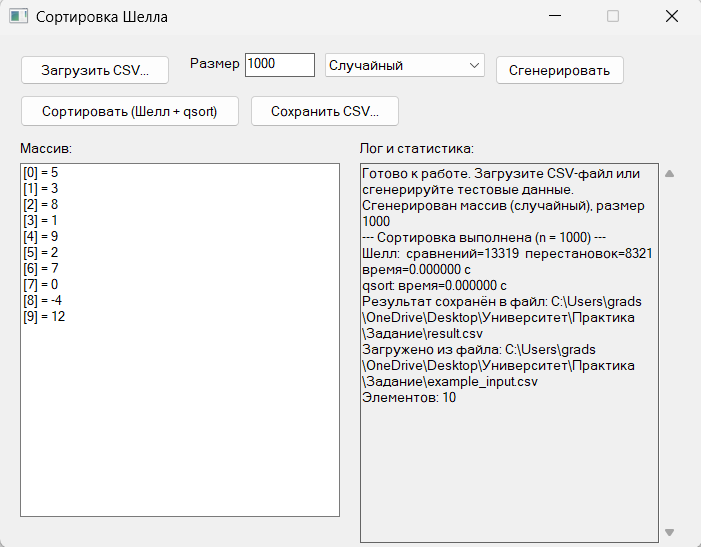 Сортировка Шелла
Загрузить CSV...
Размер
1000
Случайный
Сгенерировать
Сортировать (Шелл + qsort)
Сохранить CSV...
Массив:
[0] = 5
[1] = 3
[2] = 8
[3] = 1
[4] = 9
[5] = 2
[6] = 7
[7] = 0
[8] = -4
[9] = 12
Лог и статистика:
Готово к работе. Загрузите CSV-файл или
сгенерируйте тестовые данные.
Сгенерирован массив (случайный), размер
1000
--- Сортировка выполнена (n = 1000) ---
Шелл: сравнений=13319 перестановок=8321
время=0.000000 с
qsort: время=0.000000 с
Результат сохранён в файл: C:\Users\grads
\OneDrive\Desktop\Университет\Практика
\Задание\result.csv
Загружено из файла: C:\Users\grads
\OneDrive\Desktop\Университет\Практика
\Задание\example_input.csv
Элементов: 10